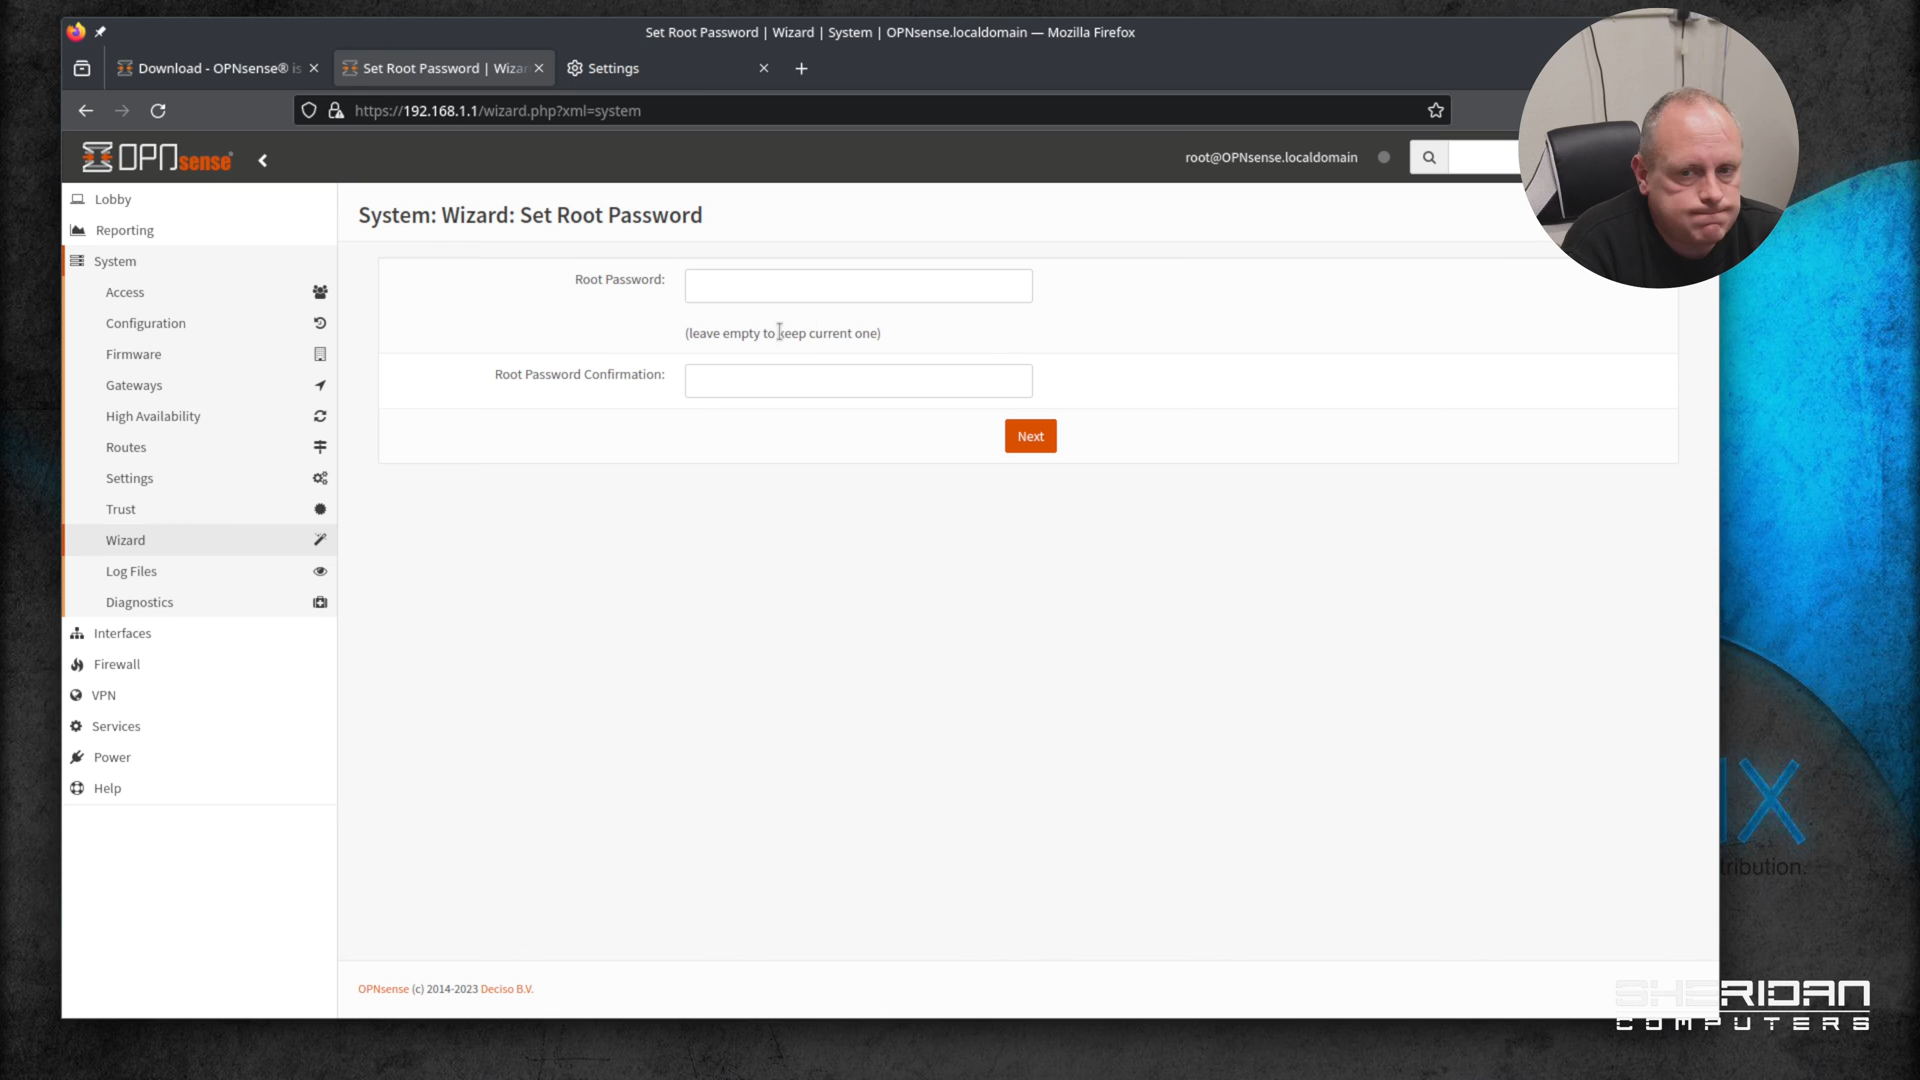 Set Root Password | Wizard | System | OPNsense.localdomain — Mozilla Firefox
Download - OPNsense® is
Set Root Password | Wizar
Settings
https://192.168.1.1/wizard.php?xml=system
OPNsense
root@OPNsense.localdomain
Lobby
Reporting
System
Access
Configuration
Firmware
Gateways
High Availability
Routes
Settings
Trust
Wizard
Log Files
Diagnostics
Interfaces
Firewall
VPN
Services
Power
Help
System: Wizard: Set Root Password
Root Password:
(leave empty to keep current one)
Root Password Confirmation:
Next
OPNsense (c) 2014-2023 Deciso B.V.
IX
tribution.
SHERIDAN
COMPUTERS